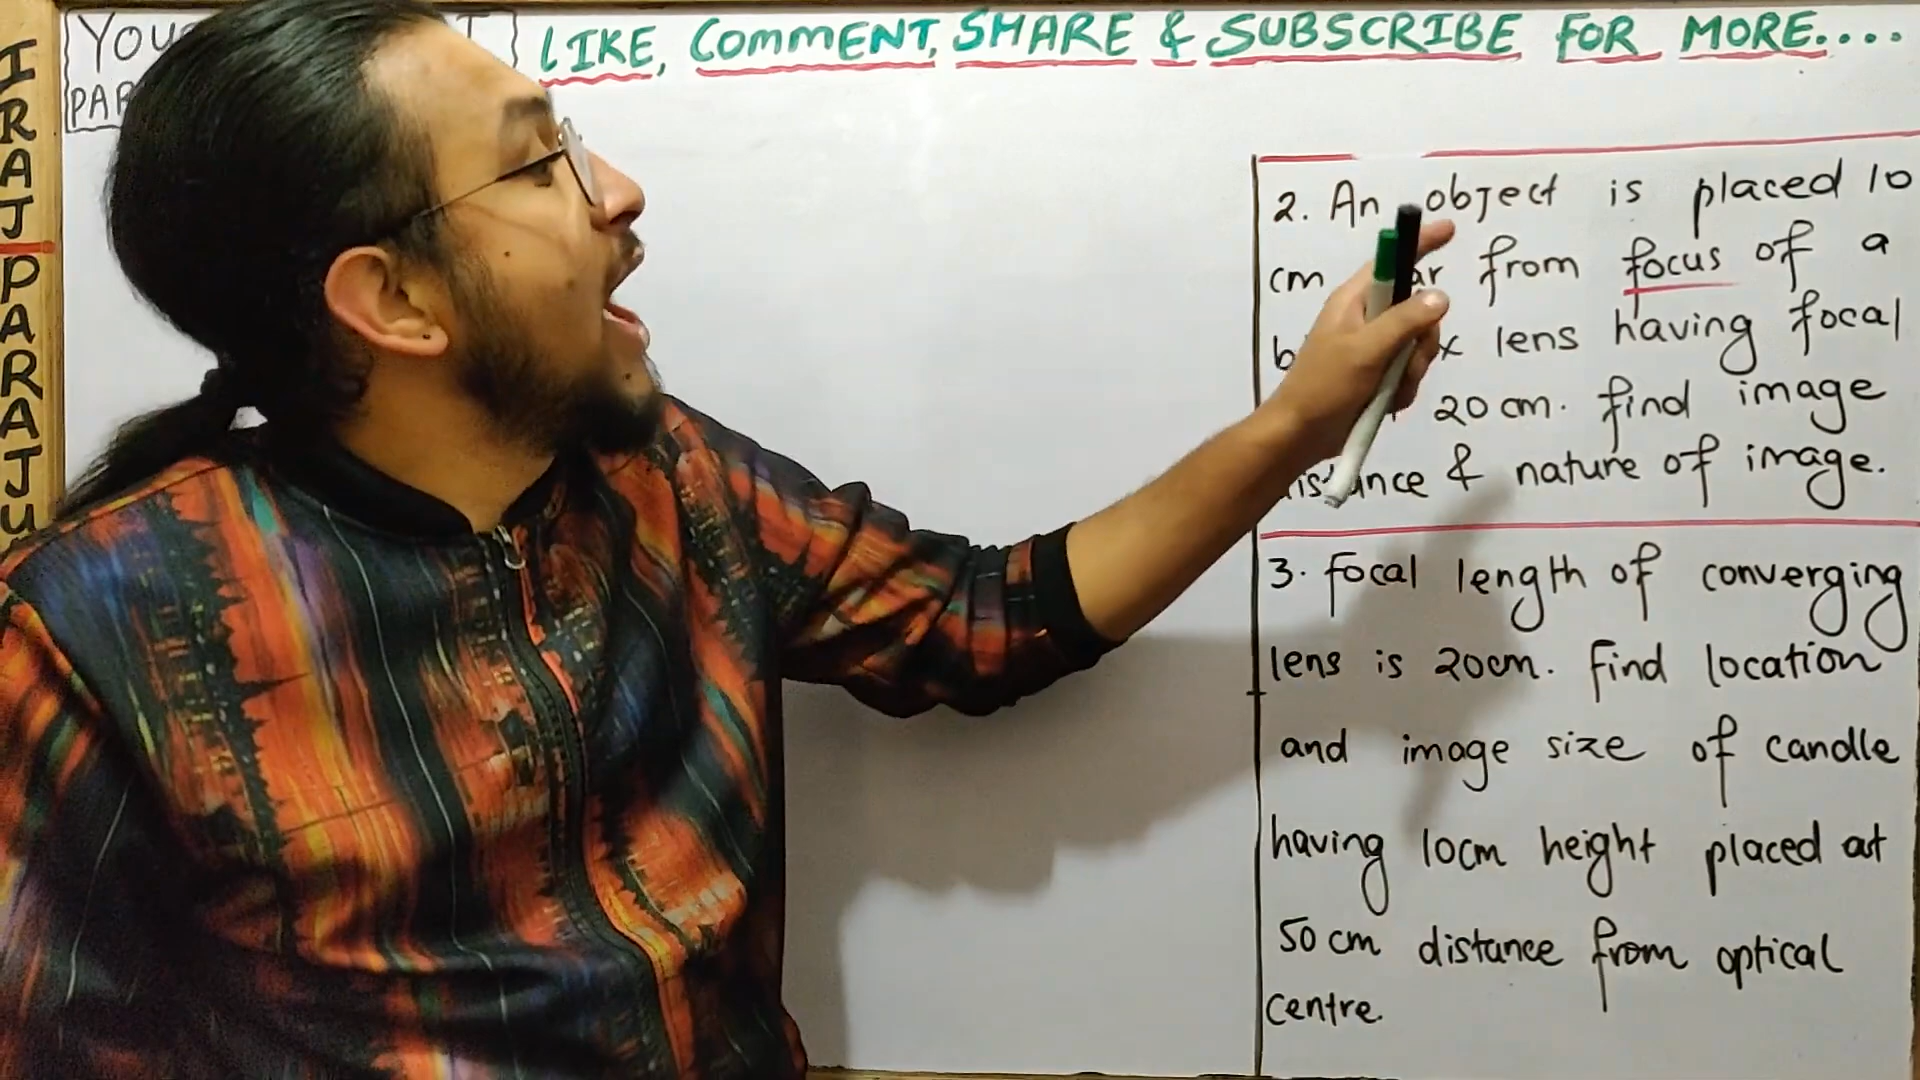 LIKE, COMMENT, SHARE & SUBSCRIBE FOR MORE....
YOU
PAR
IRAJ PARAJU
2. An object is placed 10
cm from focus of a
lens having focal
20 cm. find image
& nature of image.
3. focal length of converging
lens is 20cm. find location
and image size of candle
having 10cm height placed at
50 cm distance from optical
centre.